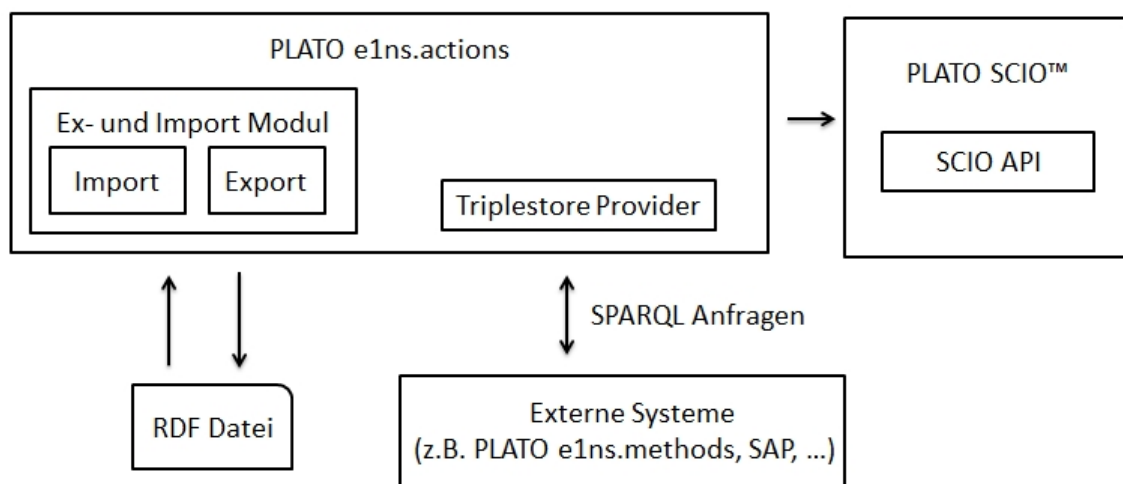 PLATO e1ns.actions
Ex- und Import Modul
Import
Export
Triplestore Provider
PLATO SCIO™
SCIO API
SPARQL Anfragen
RDF Datei
Externe Systeme
(z.B. PLATO e1ns.methods, SAP, ...)